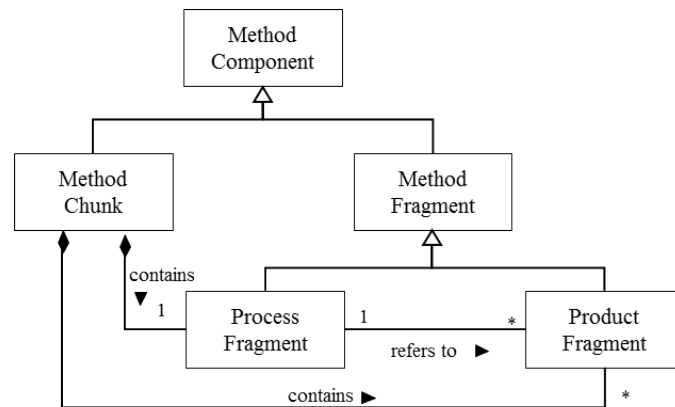 Method
Component
Method
Chunk
Method
Fragment
contains
1
Process
Fragment
1
*
refers to
Product
Fragment
contains
*